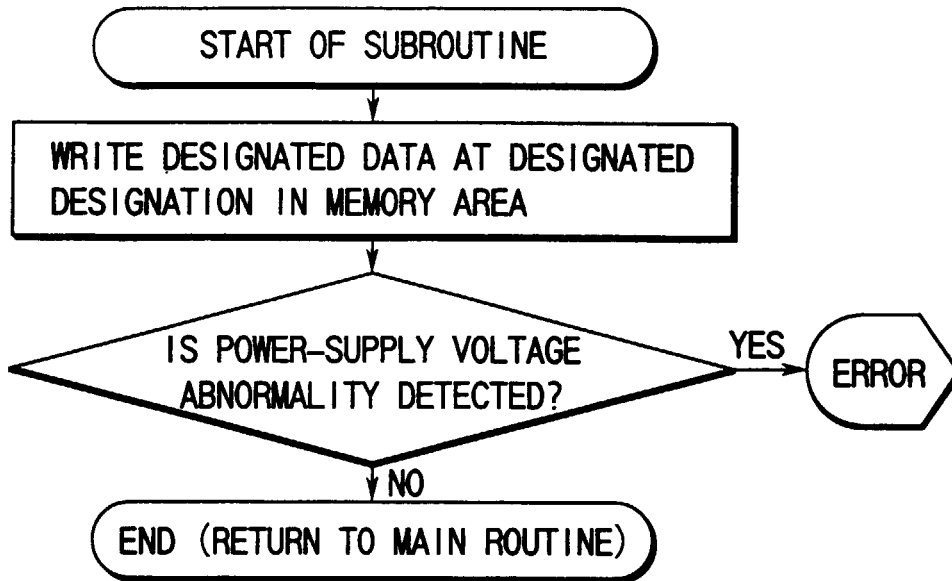 START OF SUBROUTINE
WRITE DESIGNATED DATA AT DESIGNATED
DESIGNATION IN MEMORY AREA
IS POWER-SUPPLY VOLTAGE
ABNORMALITY DETECTED?
YES
ERROR
NO
END (RETURN TO MAIN ROUTINE)